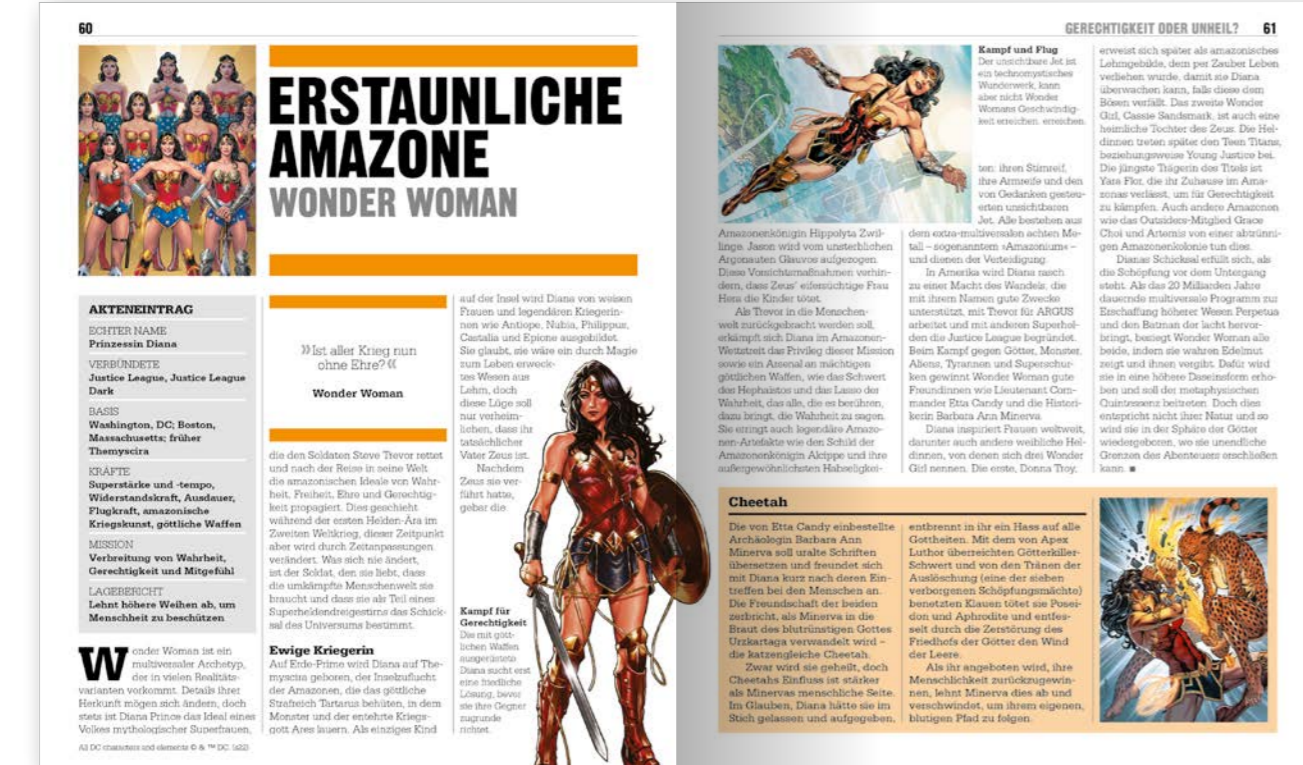 60
ERSTAUNLICHE
AMAZONE
WONDER WOMAN
AKTENEINTRAG
ECHTER NAME
Prinzessin Diana
VERBÜNDETE
Justice League, Justice League
Dark
BASIS
Washington, DC; Boston,
Massachusetts; früher
Themyscira
KRÄFTE
Superstärke und -tempo,
Widerstandskraft, Ausdauer,
Flugkraft, amazonische
Kriegskunst, göttliche Waffen
MISSION
Verbreitung von Wahrheit,
Gerechtigkeit und Mitgefühl
LAGEBERICHT
Lehnt höhere Weihen ab, um
Menschheit zu beschützen
Wonder Woman ist ein
multiversaler Archetyp,
der in vielen Realitäts-
varianten vorkommt. Details ihrer
Herkunft mögen sich ändern, doch
stets ist Diana Prince das Ideal eines
Volkes mythologischer Superfrauen,
All DC characters and elements © & ™ DC. (s22)
»Ist aller Krieg nun
ohne Ehre?«
Wonder Woman
die den Soldaten Steve Trevor rettet
und nach der Reise in seine Welt
die amazonischen Ideale von Wahr-
heit, Freiheit, Ehre und Gerechtig-
keit propagiert. Dies geschieht
während der ersten Helden-Ära im
Zweiten Weltkrieg, dieser Zeitpunkt
aber wird durch Zeitanpassungen
verändert. Was sich nie ändert,
ist der Soldat, den sie liebt, dass
die umkämpfte Menschenwelt sie
braucht und dass sie als Teil eines
Superheldendreigestirns das Schick-
sal des Universums bestimmt.
Ewige Kriegerin
Auf Erde-Prime wird Diana auf The-
myscira geboren, der Inselzuflucht
der Amazonen, die das göttliche
Strafreich Tartarus behüten, in dem
Monster und der entehrte Kriegs-
gott Ares lauern. Als einziges Kind
auf der Insel wird Diana von weisen
Frauen und legendären Kriegerin-
nen wie Antiope, Nubia, Philippus,
Castalia und Epione ausgebildet.
Sie glaubt, sie wäre ein durch Magie
zum Leben erweck-
tes Wesen aus
Lehm, doch
diese Lüge soll
nur verheim-
lichen, dass ihr
tatsächlicher
Vater Zeus ist.
Nachdem
Zeus sie ver-
führt hatte,
gebar die
Kampf für
Gerechtigkeit
Die mit gött-
lichen Waffen
ausgerüstete
Diana sucht erst
eine friedliche
Lösung, bevor
sie ihre Gegner
zugrunde
richtet.
GERECHTIGKEIT ODER UNHEIL? 61
Kampf und Flug
Der unsichtbare Jet ist
ein technomystisches
Wunderwerk, kann
aber nicht Wonder
Womans Geschwindig-
keit erreichen. erreichen.
Amazonenkönigin Hippolyta Zwil-
linge. Jason wird vom unsterblichen
Argonauten Glauvos aufgezogen.
Diese Vorsichtsmaßnahmen verhin-
dern, dass Zeus' eifersüchtige Frau
Hera die Kinder tötet.
Als Trevor in die Menschen-
welt zurückgebracht werden soll,
erkämpft sich Diana im Amazonen-
Wettstreit das Privileg dieser Mission
sowie ein Arsenal an mächtigen
göttlichen Waffen, wie das Schwert
des Hephaistos und das Lasso der
Wahrheit, das alle, die es berühren,
dazu bringt, die Wahrheit zu sagen.
Sie erringt auch legendäre Amazo-
nen-Artefakte wie den Schild der
Amazonenkönigin Alcippe und ihre
außergewöhnlichsten Habseligkei-
ten: ihren Stirnreif,
ihre Armreife und den
von Gedanken gesteu-
erten unsichtbaren
Jet. Alle bestehen aus
dem extra-multiversalen achten Me-
tall – sogenanntem »Amazonium« –
und dienen der Verteidigung.
In Amerika wird Diana rasch
zu einer Macht des Wandels, die
mit ihrem Namen gute Zwecke
unterstützt, mit Trevor für ARGUS
arbeitet und mit anderen Superhel-
den die Justice League begründet.
Beim Kampf gegen Götter, Monster,
Aliens, Tyrannen und Superschur-
ken gewinnt Wonder Woman gute
Freundinnen wie Lieutenant Com-
mander Etta Candy und die Histori-
kerin Barbara Ann Minerva.
Diana inspiriert Frauen weltweit,
darunter auch andere weibliche Hel-
dinnen, von denen sich drei Wonder
Girl nennen. Die erste, Donna Troy,
erweist sich später als amazonisches
Lehmgebilde, dem per Zauber Leben
verliehen wurde, damit sie Diana
überwachen kann, falls diese dem
Bösen verfällt. Das zweite Wonder
Girl, Cassie Sandsmark, ist auch eine
heimliche Tochter des Zeus. Die Hel-
dinnen treten später den Teen Titans,
beziehungsweise Young Justice bei.
Die jüngste Trägerin des Titels ist
Yara Flor, die ihr Zuhause im Ama-
zonas verlässt, um für Gerechtigkeit
zu kämpfen. Auch andere Amazonen
wie das Outsiders-Mitglied Grace
Choi und Artemis von einer abtrünni-
gen Amazonenkolonie tun dies.
Dianas Schicksal erfüllt sich, als
die Schöpfung vor dem Untergang
steht. Als das 20 Milliarden Jahre
dauernde multiversale Programm zur
Erschaffung höherer Wesen Perpetua
und den Batman der lacht hervor-
bringt, besiegt Wonder Woman alle
beide, indem sie wahren Edelmut
zeigt und ihnen vergibt. Dafür wird
sie in eine höhere Daseinsform erho-
ben und soll der metaphysischen
Quintessenz beitreten. Doch dies
entspricht nicht ihrer Natur und so
wird sie in der Sphäre der Götter
wiedergeboren, wo sie unendliche
Grenzen des Abenteuers erschließen
kann. ■
Cheetah
Die von Etta Candy einbestellte
Archäologin Barbara Ann
Minerva soll uralte Schriften
übersetzen und freundet sich
mit Diana kurz nach deren Ein-
treffen bei den Menschen an.
Die Freundschaft der beiden
zerbricht, als Minerva in die
Braut des blutrünstigen Gottes
Urzkartaga verwandelt wird –
die katzengleiche Cheetah.
Zwar wird sie geheilt, doch
Cheetahs Einfluss ist stärker
als Minervas menschliche Seite.
Im Glauben, Diana hätte sie im
Stich gelassen und aufgegeben,
entbrennt in ihr ein Hass auf alle
Gottheiten. Mit dem von Apex
Luthor überreichten Götterkiller-
Schwert und von den Tränen der
Auslöschung (eine der sieben
verborgenen Schöpfungsmächte)
benetzten Klauen tötet sie Posei-
don und Aphrodite und entfes-
selt durch die Zerstörung des
Friedhofs der Götter den Wind
der Leere.
Als ihr angeboten wird, ihre
Menschlichkeit zurückzugewin-
nen, lehnt Minerva dies ab und
verschwindet, um ihrem eigenen,
blutigen Pfad zu folgen.